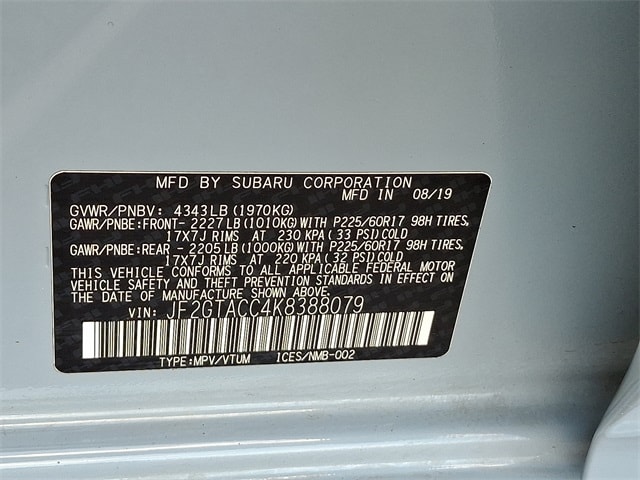 MFD BY SUBARU CORPORATION
MFD IN 08/19
GVWR/PNBV: 4343LB(1970KG)
GAWR/PNBE:FRONT- 2227LB(1010KG)WITH P225/60R17 98H TIRES,
17X7J RIMS AT 230 KPA(33 PSI)COLD
GAWR/PNBE:REAR - 2205LB(1000KG)WITH P225/60R17 98H TIRES,
17X7J RIMS AT 220 KPA(32 PSI)COLD
THIS VEHICLE CONFORMS TO ALL APPLICABLE FEDERAL MOTOR
VEHICLE SAFETY AND THEFT PREVENTION STANDARDS IN EFFECT ON
THE DATE OF MANUFACTURE SHOWN ABOVE.
VIN: JF2GTACC4K8388079
TYPE:MPV/VTUM ICES/NMB-002